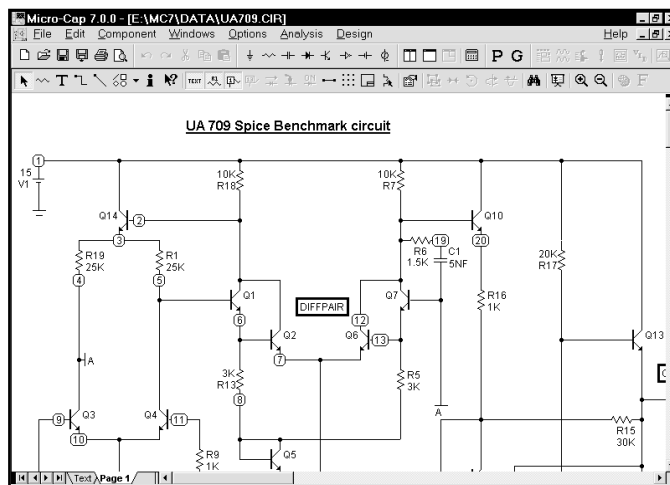 Micro-Cap 7.0.0 - [E:\MC7\DATA\UA709.CIR]
File Edit Component Windows Options Analysis Design Help
T i TEXT P G F
UA 709 Spice Benchmark circuit
1
15
V1
Q14
2
3
R19
25K
R1
25K
4
5
10K
R18
10K
R7
Q10
20
R6
1.5K
19
C1
5NF
20K
R17
R16
1K
Q1
6
DIFFPAIR
Q7
12
Q2
7
Q6
13
Q13
A
3K
R13
8
R5
3K
A
9
Q3
10
Q4
11
R9
1K
Q5
R15
30K
Text Page 1